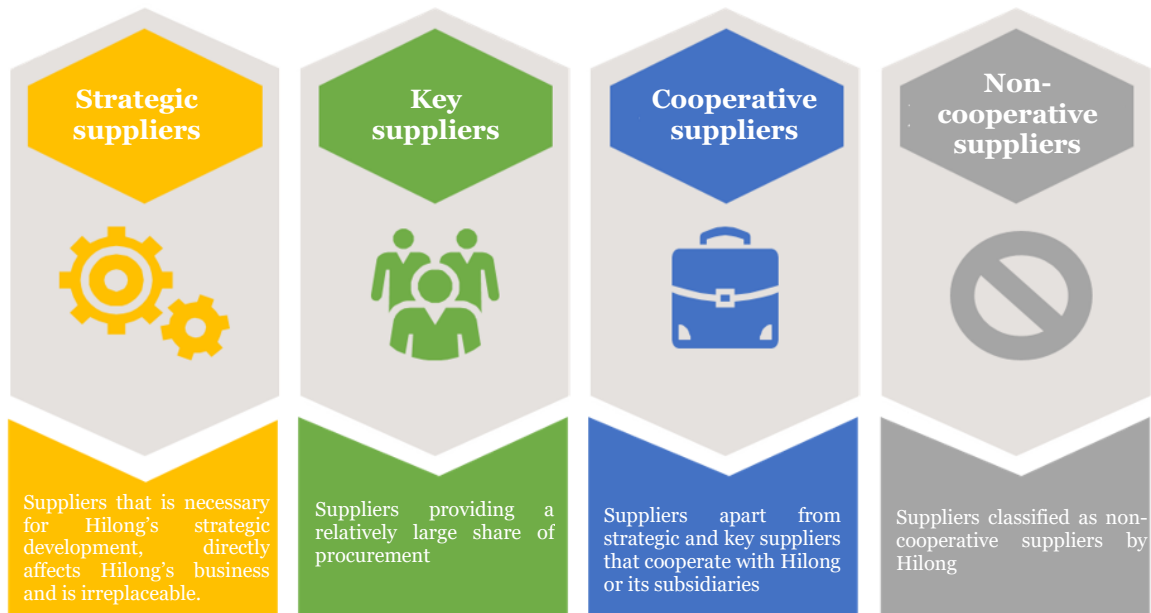 Strategic
suppliers
Suppliers that is necessary
for Hilong’s strategic
development, directly
affects Hilong’s business
and is irreplaceable.
Key
suppliers
Suppliers providing a
relatively large share of
procurement
Cooperative
suppliers
Suppliers apart from
strategic and key suppliers
that cooperate with Hilong
or its subsidiaries
Non-
cooperative
suppliers
Suppliers classified as non-
cooperative suppliers by
Hilong